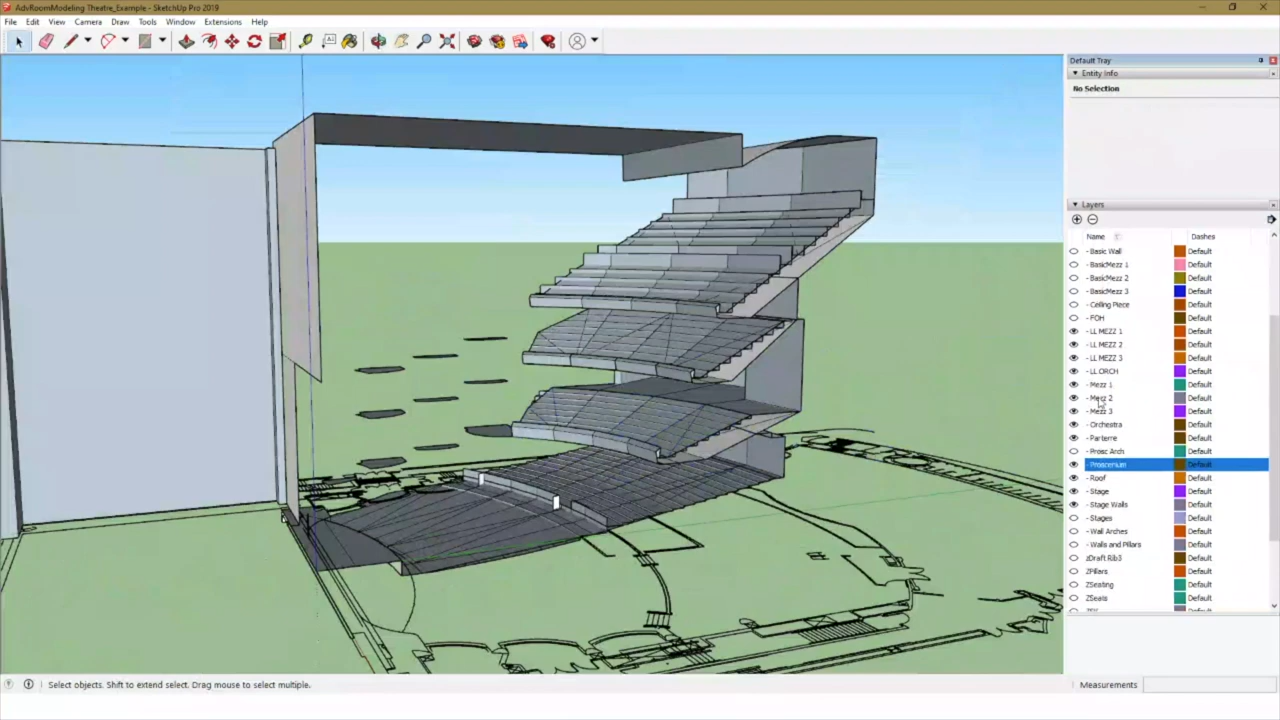 AdvRoomModeling Theatre_Example - SketchUp Pro 2019
File Edit View Camera Draw Tools Window Extensions Help
Default Tray
Entity Info
No Selection
Layers
Name Dashes
- Basic Wall Default
- BasicMezz 1 Default
- BasicMezz 2 Default
- BasicMezz 3 Default
- Ceiling Piece Default
- FOH Default
- LL MEZZ 1 Default
- LL MEZZ 2 Default
- LL MEZZ 3 Default
- LL ORCH Default
- Mezz 1 Default
- Mezz 2 Default
- Mezz 3 Default
- Orchestra Default
- Parterre Default
- Prosc Arch Default
- Proscenium Default
- Roof Default
- Stage Default
- Stage Walls Default
- Stages Default
- Wall Arches Default
- Walls and Pillars Default
zDraft Rib3 Default
ZPillars Default
ZSeating Default
ZSeats Default
Select objects. Shift to extend select. Drag mouse to select multiple.
Measurements